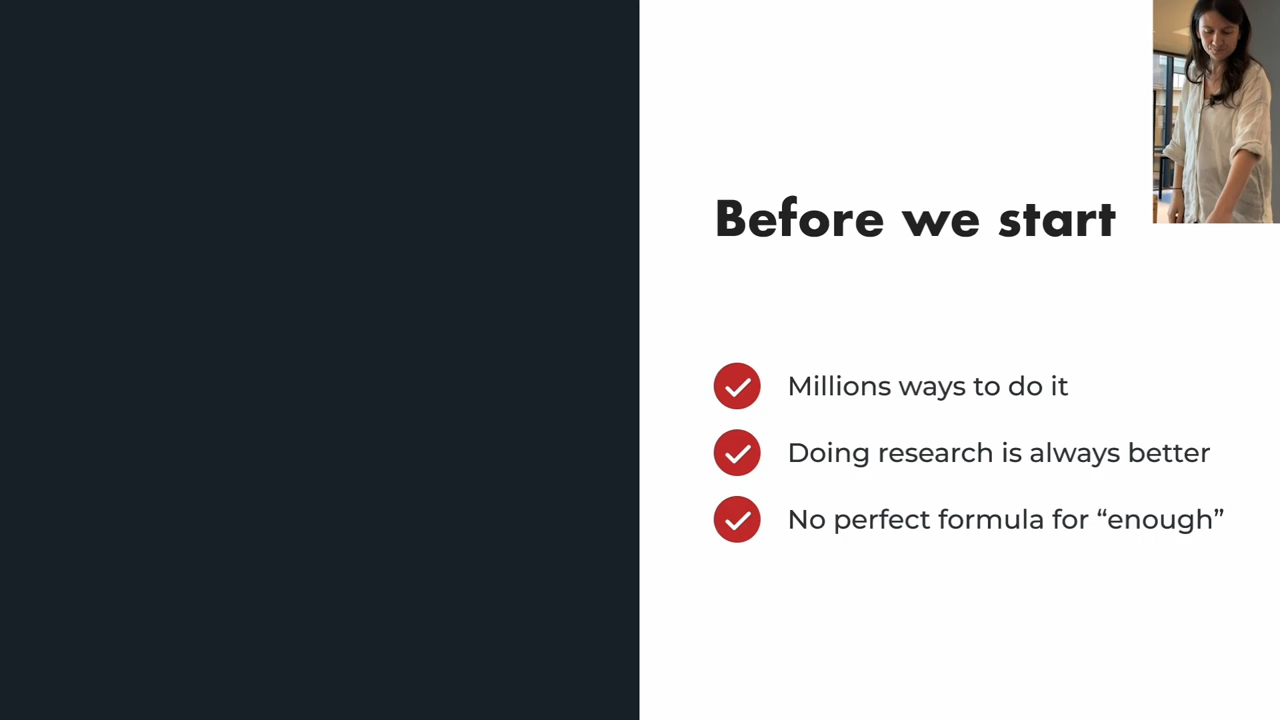 Before we start
Millions ways to do it
Doing research is always better
No perfect formula for “enough”